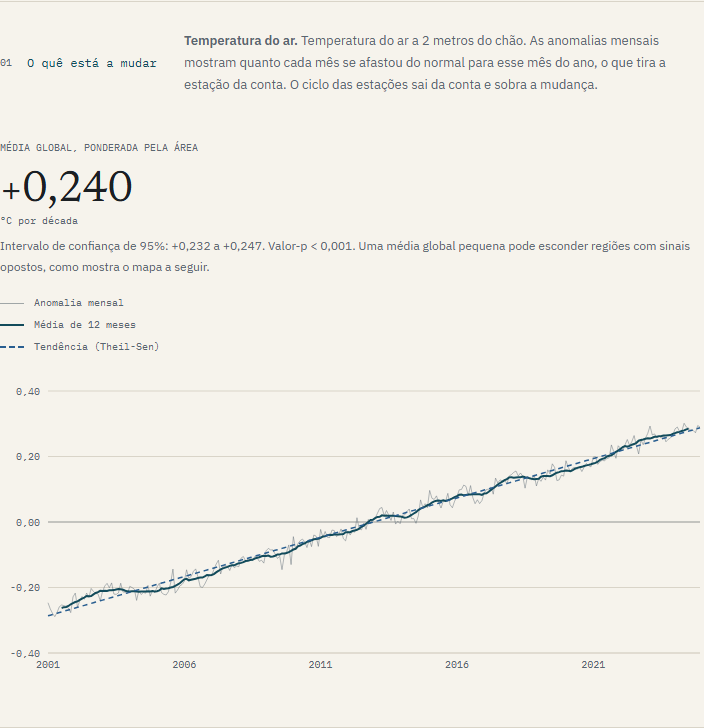 01 O quê está a mudar
Temperatura do ar. Temperatura do ar a 2 metros do chão. As anomalias mensais
mostram quanto cada mês se afastou do normal para esse mês do ano, o que tira a
estação da conta. O ciclo das estações sai da conta e sobra a mudança.
MÉDIA GLOBAL, PONDERADA PELA ÁREA
+0,240
°C por década
Intervalo de confiança de 95%: +0,232 a +0,247. Valor-p < 0,001. Uma média global pequena pode esconder regiões com sinais
opostos, como mostra o mapa a seguir.
Anomalia mensal
Média de 12 meses
Tendência (Theil-Sen)
0,40
0,20
0,00
-0,20
-0,40
2001 2006 2011 2016 2021